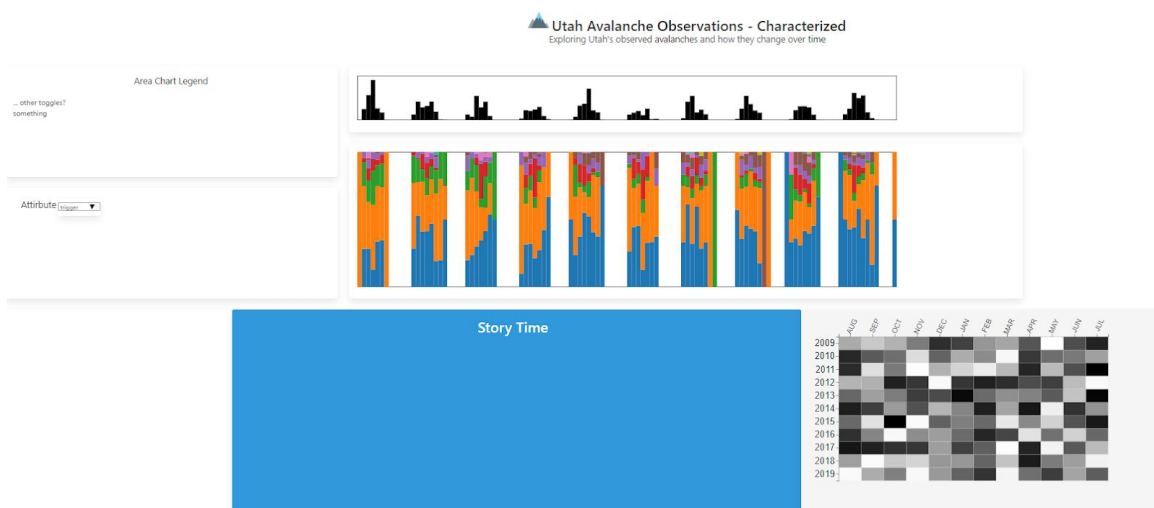 Utah Avalanche Observations - Characterized
Exploring Utah's observed avalanches and how they change over time
Area Chart Legend
... other toggles?
something
Attirbute trigger
Story Time
AUG SEP OCT NOV DEC JAN FEB MAR APR MAY JUN JUL
2009
2010
2011
2012
2013
2014
2015
2016
2017
2018
2019